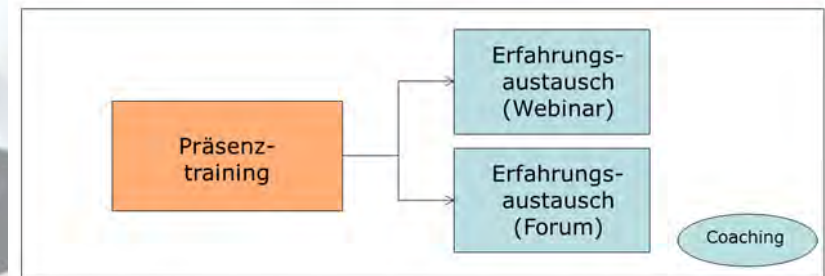 Präsenz-
training
Erfahrungs-
austausch
(Webinar)
Erfahrungs-
austausch
(Forum)
Coaching